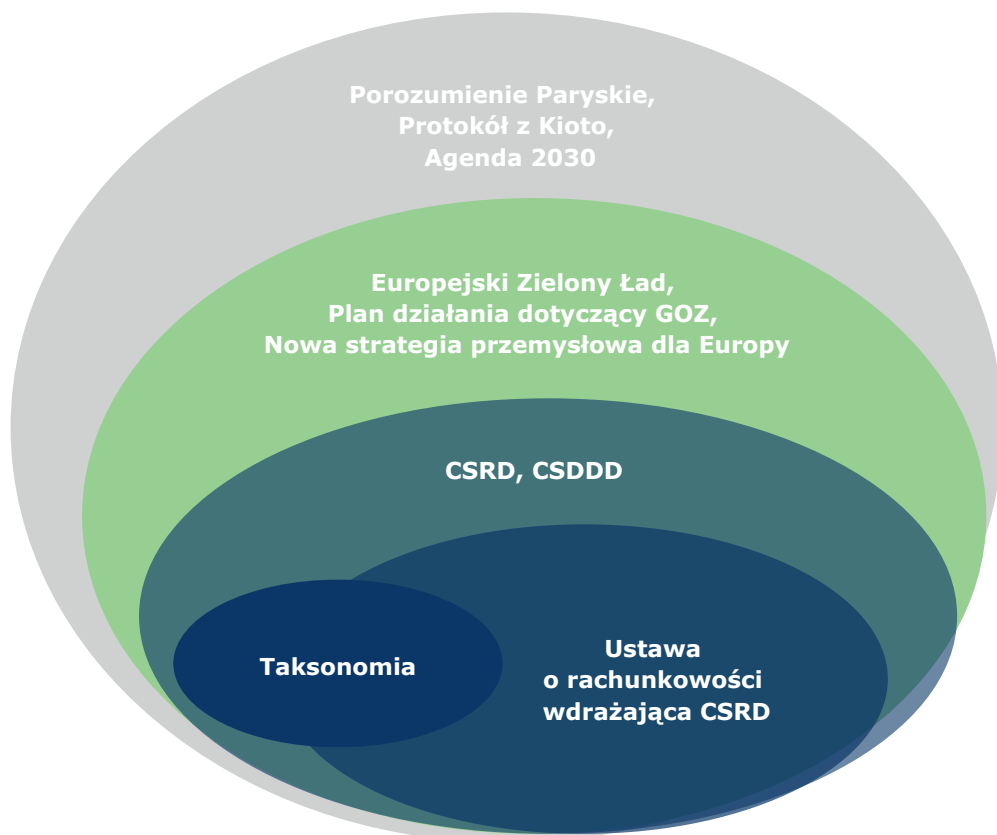 Porozumienie Paryskie,
Protokół z Kioto,
Agenda 2030
Europejski Zielony Ład,
Plan działania dotyczący GOZ,
Nowa strategia przemysłowa dla Europy
CSRD, CSDDD
Taksonomia
Ustawa
o rachunkowości
wdrażająca CSRD